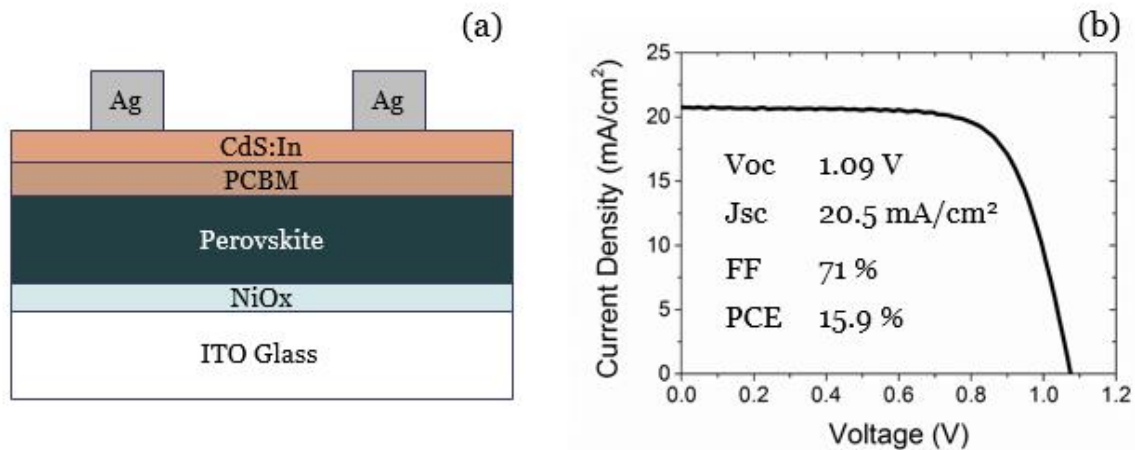 (a)
Ag Ag
CdS:In
PCBM
Perovskite
NiOx
ITO Glass
(b)
Current Density (mA/cm²)
25
20
15
10
5
0
Voc 1.09 V
Jsc 20.5 mA/cm²
FF 71 %
PCE 15.9 %
0.0 0.2 0.4 0.6 0.8 1.0 1.2
Voltage (V)